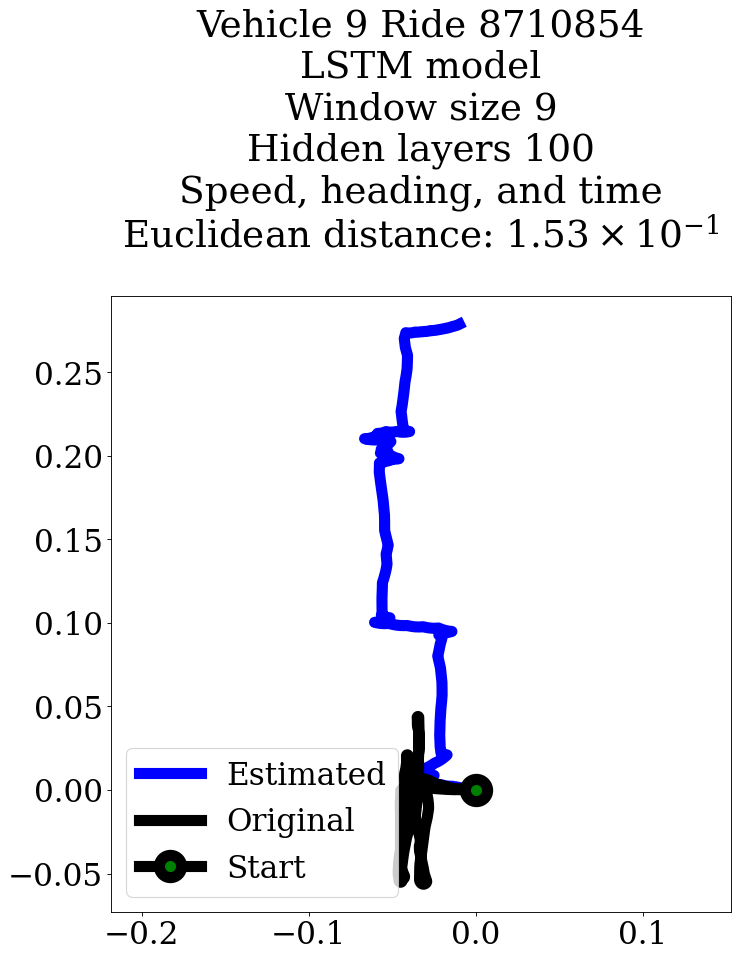 Vehicle 9 Ride 8710854
LSTM model
Window size 9
Hidden layers 100
Speed, heading, and time
Euclidean distance: 1.53 × 10⁻¹
0.25
0.20
0.15
0.10
0.05
0.00
−0.05
Estimated
Original
Start
−0.2
−0.1
0.0
0.1